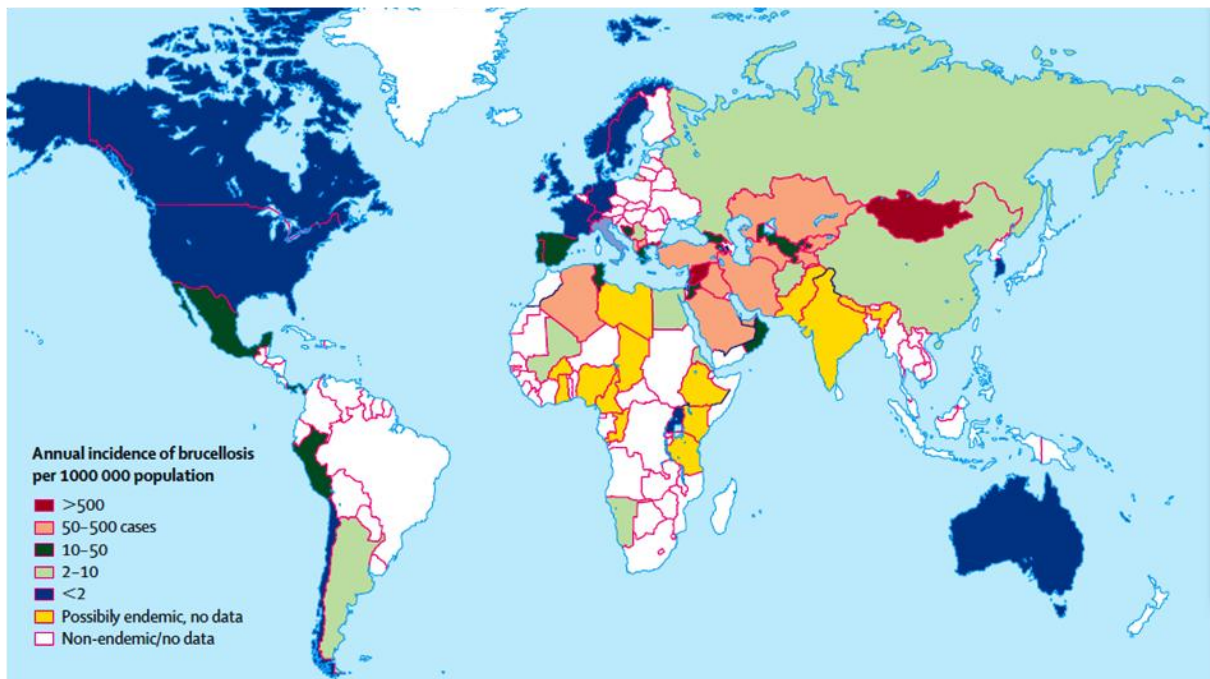 Annual incidence of brucellosis
per 1000 000 population
>500
50–500 cases
10–50
2–10
<2
Possibily endemic, no data
Non-endemic/no data